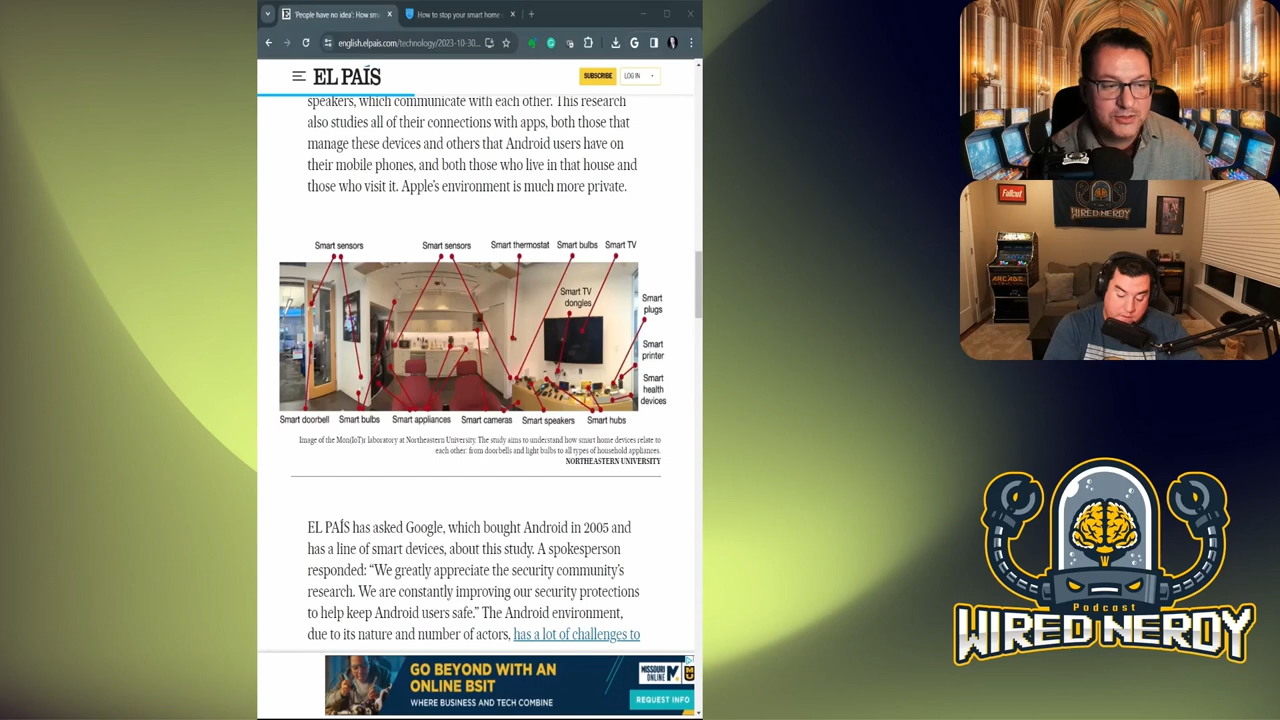 'People have no idea': How sm
How to stop your smart home
english.elpais.com/technology/2023-10-30...
EL PAÍS
SUBSCRIBE
LOG IN
speakers, which communicate with each other. This research
also studies all of their connections with apps, both those that
manage these devices and others that Android users have on
their mobile phones, and both those who live in that house and
those who visit it. Apple's environment is much more private.
Smart sensors
Smart sensors
Smart thermostat
Smart bulbs
Smart TV
Smart TV
dongles
Smart
plugs
Smart
printer
Smart
health
devices
Smart doorbell
Smart bulbs
Smart appliances
Smart cameras
Smart speakers
Smart hubs
Image of the Mon(IoT)r laboratory at Northeastern University. The study aims to understand how smart home devices relate to
each other: from doorbells and light bulbs to all types of household appliances.
NORTHEASTERN UNIVERSITY
EL PAÍS has asked Google, which bought Android in 2005 and
has a line of smart devices, about this study. A spokesperson
responded: “We greatly appreciate the security community's
research. We are constantly improving our security protections
to help keep Android users safe.” The Android environment,
due to its nature and number of actors, has a lot of challenges to
GO BEYOND WITH AN
ONLINE BSIT
WHERE BUSINESS AND TECH COMBINE
MISSOURI
ONLINE
REQUEST INFO
Fallout
WIRED NERDY
ARCADE
Podcast
WIRED NERDY